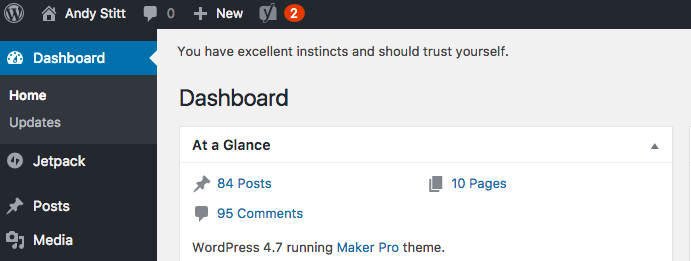 Andy Stitt 0 + New 2
Dashboard
Home
Updates
Jetpack
Posts
Media
You have excellent instincts and should trust yourself.
Dashboard
At a Glance
84 Posts 10 Pages
95 Comments
WordPress 4.7 running Maker Pro theme.